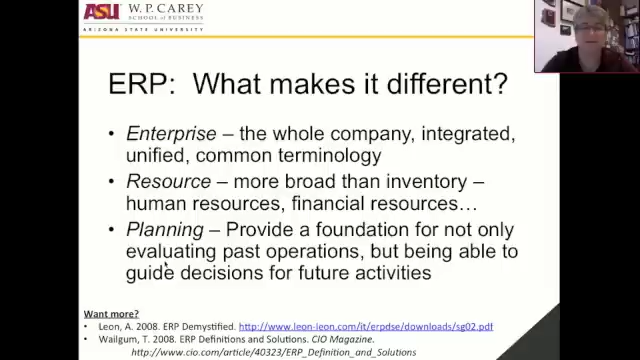 ASU W. P. CAREY
SCHOOL of BUSINESS
ARIZONA STATE UNIVERSITY
ERP: What makes it different?
• Enterprise – the whole company, integrated,
unified, common terminology
• Resource – more broad than inventory –
human resources, financial resources…
• Planning – Provide a foundation for not only
evaluating past operations, but being able to
guide decisions for future activities
Want more?
• Leon, A. 2008. ERP Demystified. http://www.leon-leon.com/it/erpdse/downloads/sg02.pdf
• Wailgum, T. 2008. ERP Definitions and Solutions. CIO Magazine.
http://www.cio.com/article/40323/ERP_Definition_and_Solutions